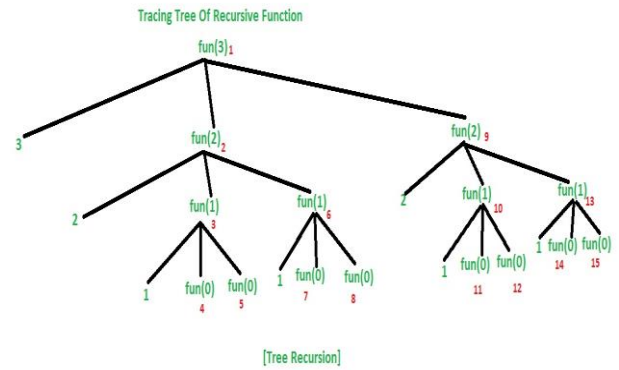 Tracing Tree Of Recursive Function
fun(3) 1
3
fun(2) 2
fun(2) 9
2
fun(1) 3
fun(1) 6
2
fun(1) 10
fun(1) 13
1
fun(0) 4
fun(0) 5
1
fun(0) 7
fun(0) 8
1
fun(0) 11
fun(0) 12
1
fun(0) 14
fun(0) 15
[Tree Recursion]